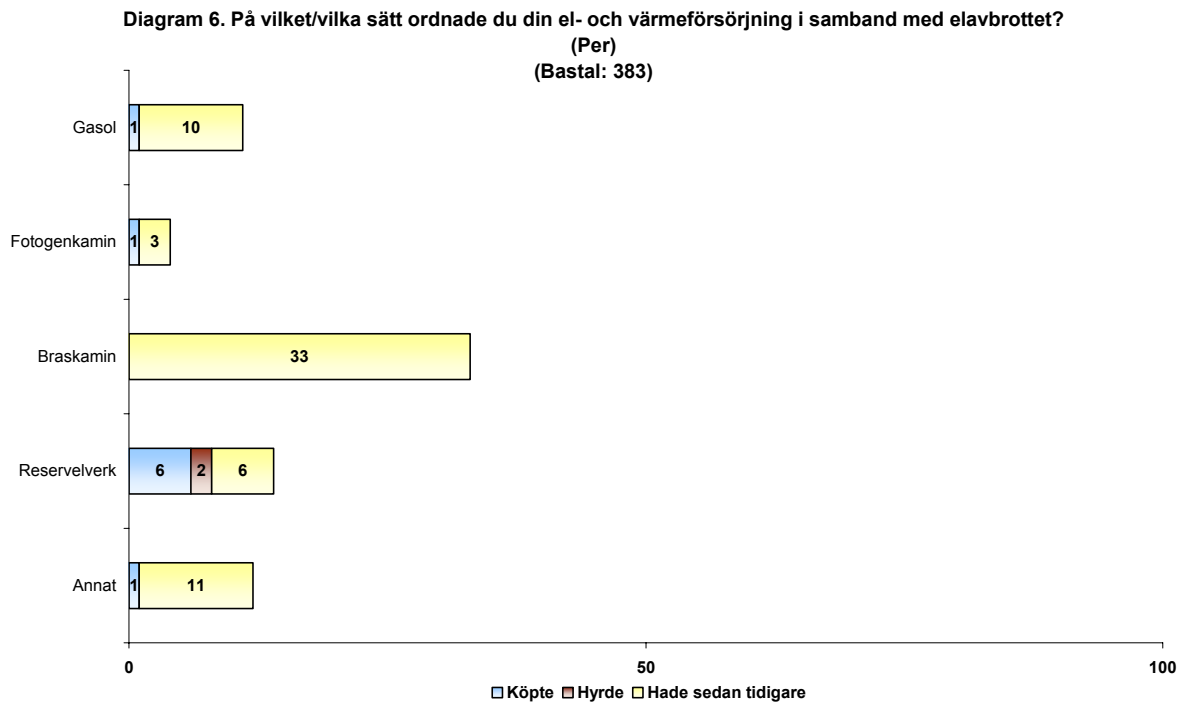 Diagram 6. På vilket/vilka sätt ordnade du din el- och värmeförsörjning i samband med elavbrottet?
(Per)
(Bastal: 383)
Gasol 1 10
Fotogenkamin 1 3
Braskamin 33
Reservelverk 6 2 6
Annat 1 11
0 50 100
Köpte Hyrde Hade sedan tidigare